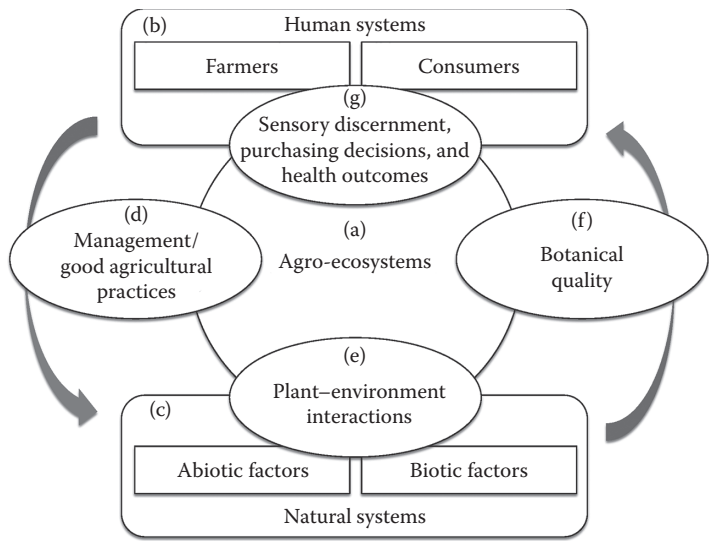 (b)
Human systems
Farmers
Consumers
(g)
Sensory discernment,
purchasing decisions, and
health outcomes
(d)
Management/
good agricultural
practices
(a)
Agro-ecosystems
(f)
Botanical
quality
(e)
Plant–environment
interactions
(c)
Abiotic factors
Biotic factors
Natural systems